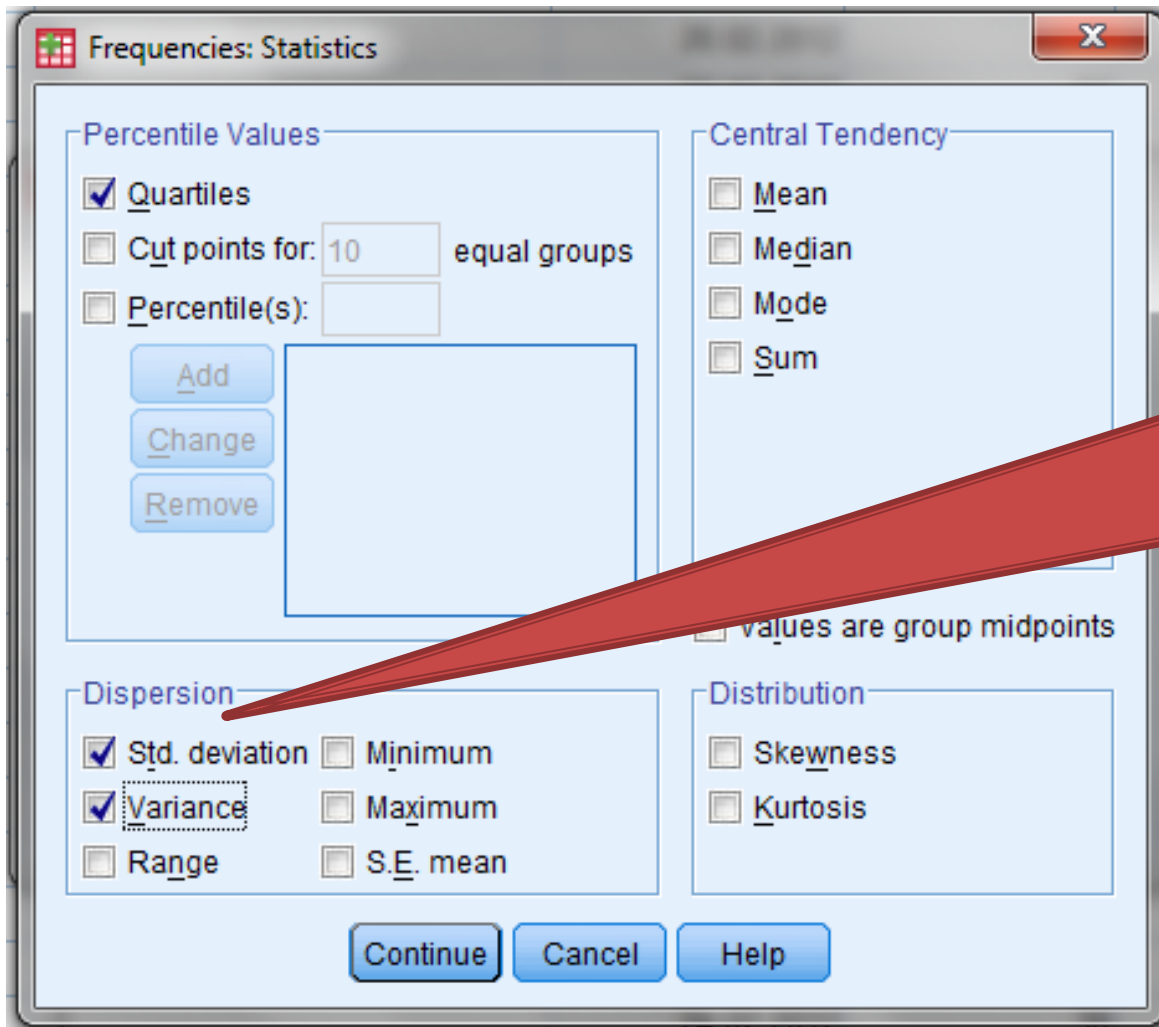 Frequencies: Statistics
Percentile Values
Quartiles
Cut points for: 10 equal groups
Percentile(s):
Add
Change
Remove
Central Tendency
Mean
Median
Mode
Sum
Values are group midpoints
Dispersion
Std. deviation Minimum
Variance Maximum
Range S.E. mean
Distribution
Skewness
Kurtosis
Continue Cancel Help